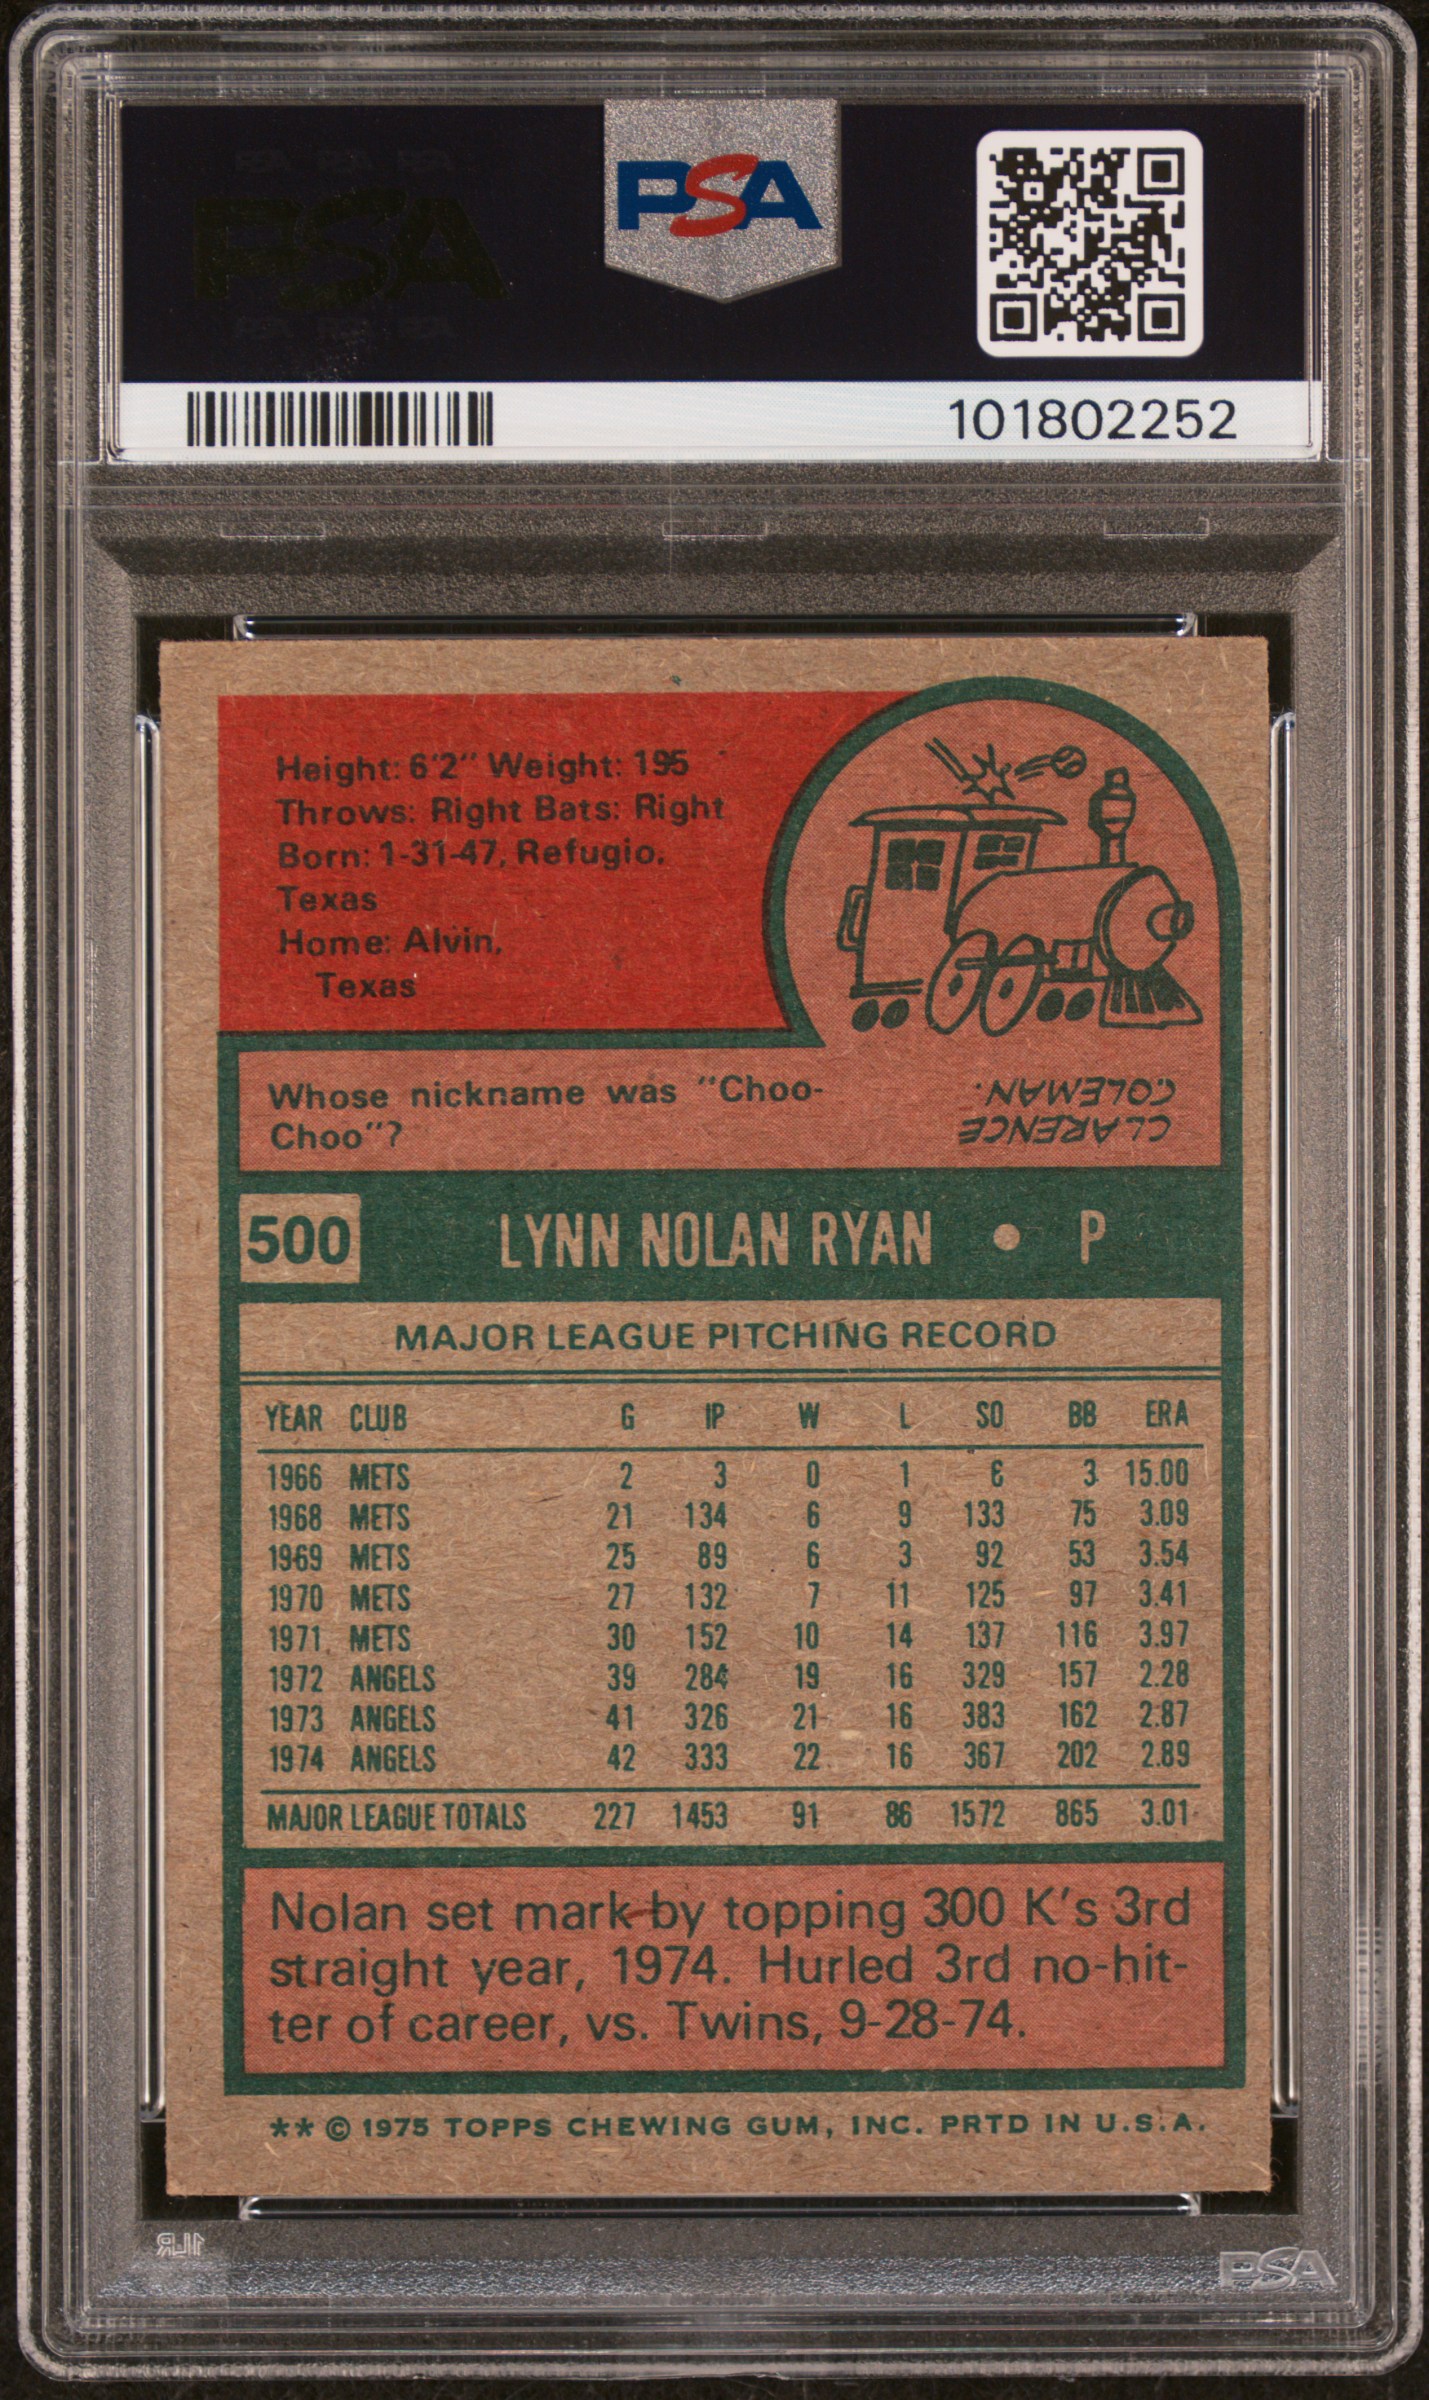 PSA
101802252
Height: 6'2" Weight: 195
Throws: Right Bats: Right
Born: 1-31-47, Refugio,
Texas
Home: Alvin,
Texas
Whose nickname was "Choo-
Choo"?
CLARENCE
COLEMAN.
500 LYNN NOLAN RYAN • P
MAJOR LEAGUE PITCHING RECORD
YEAR CLUB G IP W L SO BB ERA
1966 METS 2 3 0 1 6 3 15.00
1968 METS 21 134 6 9 133 75 3.09
1969 METS 25 89 6 3 92 53 3.54
1970 METS 27 132 7 11 125 97 3.41
1971 METS 30 152 10 14 137 116 3.97
1972 ANGELS 39 284 19 16 329 157 2.28
1973 ANGELS 41 326 21 16 383 162 2.87
1974 ANGELS 42 333 22 16 367 202 2.89
MAJOR LEAGUE TOTALS 227 1453 91 86 1572 865 3.01
Nolan set mark by topping 300 K's 3rd
straight year, 1974. Hurled 3rd no-hit-
ter of career, vs. Twins, 9-28-74.
** © 1975 TOPPS CHEWING GUM, INC. PRTD IN U.S.A.
PSA